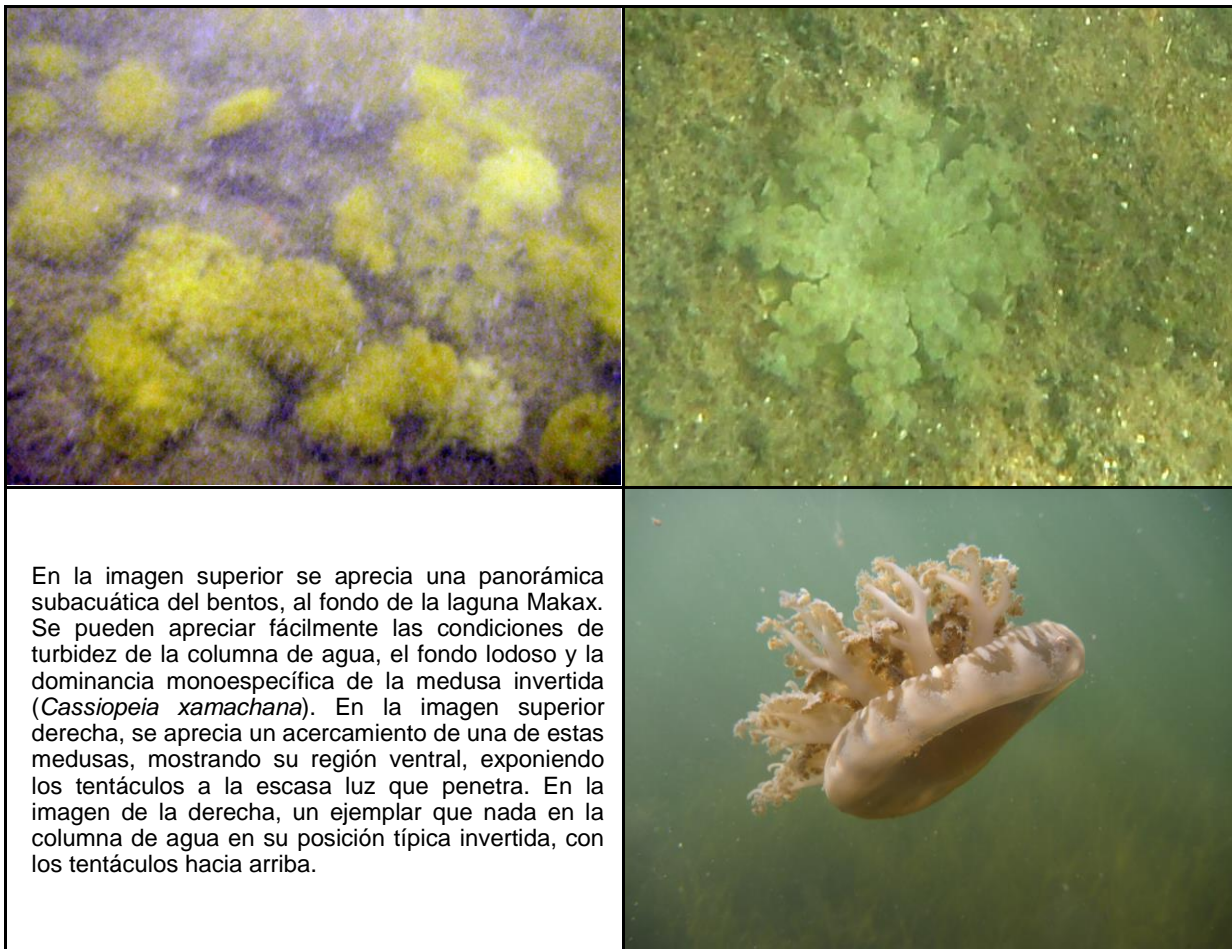 En la imagen superior se aprecia una panorámica
subacuática del bentos, al fondo de la laguna Makax.
Se pueden apreciar fácilmente las condiciones de
turbidez de la columna de agua, el fondo lodoso y la
dominancia monoespecífica de la medusa invertida
(Cassiopeia xamachana). En la imagen superior
derecha, se aprecia un acercamiento de una de estas
medusas, mostrando su región ventral, exponiendo
los tentáculos a la escasa luz que penetra. En la
imagen de la derecha, un ejemplar que nada en la
columna de agua en su posición típica invertida, con
los tentáculos hacia arriba.